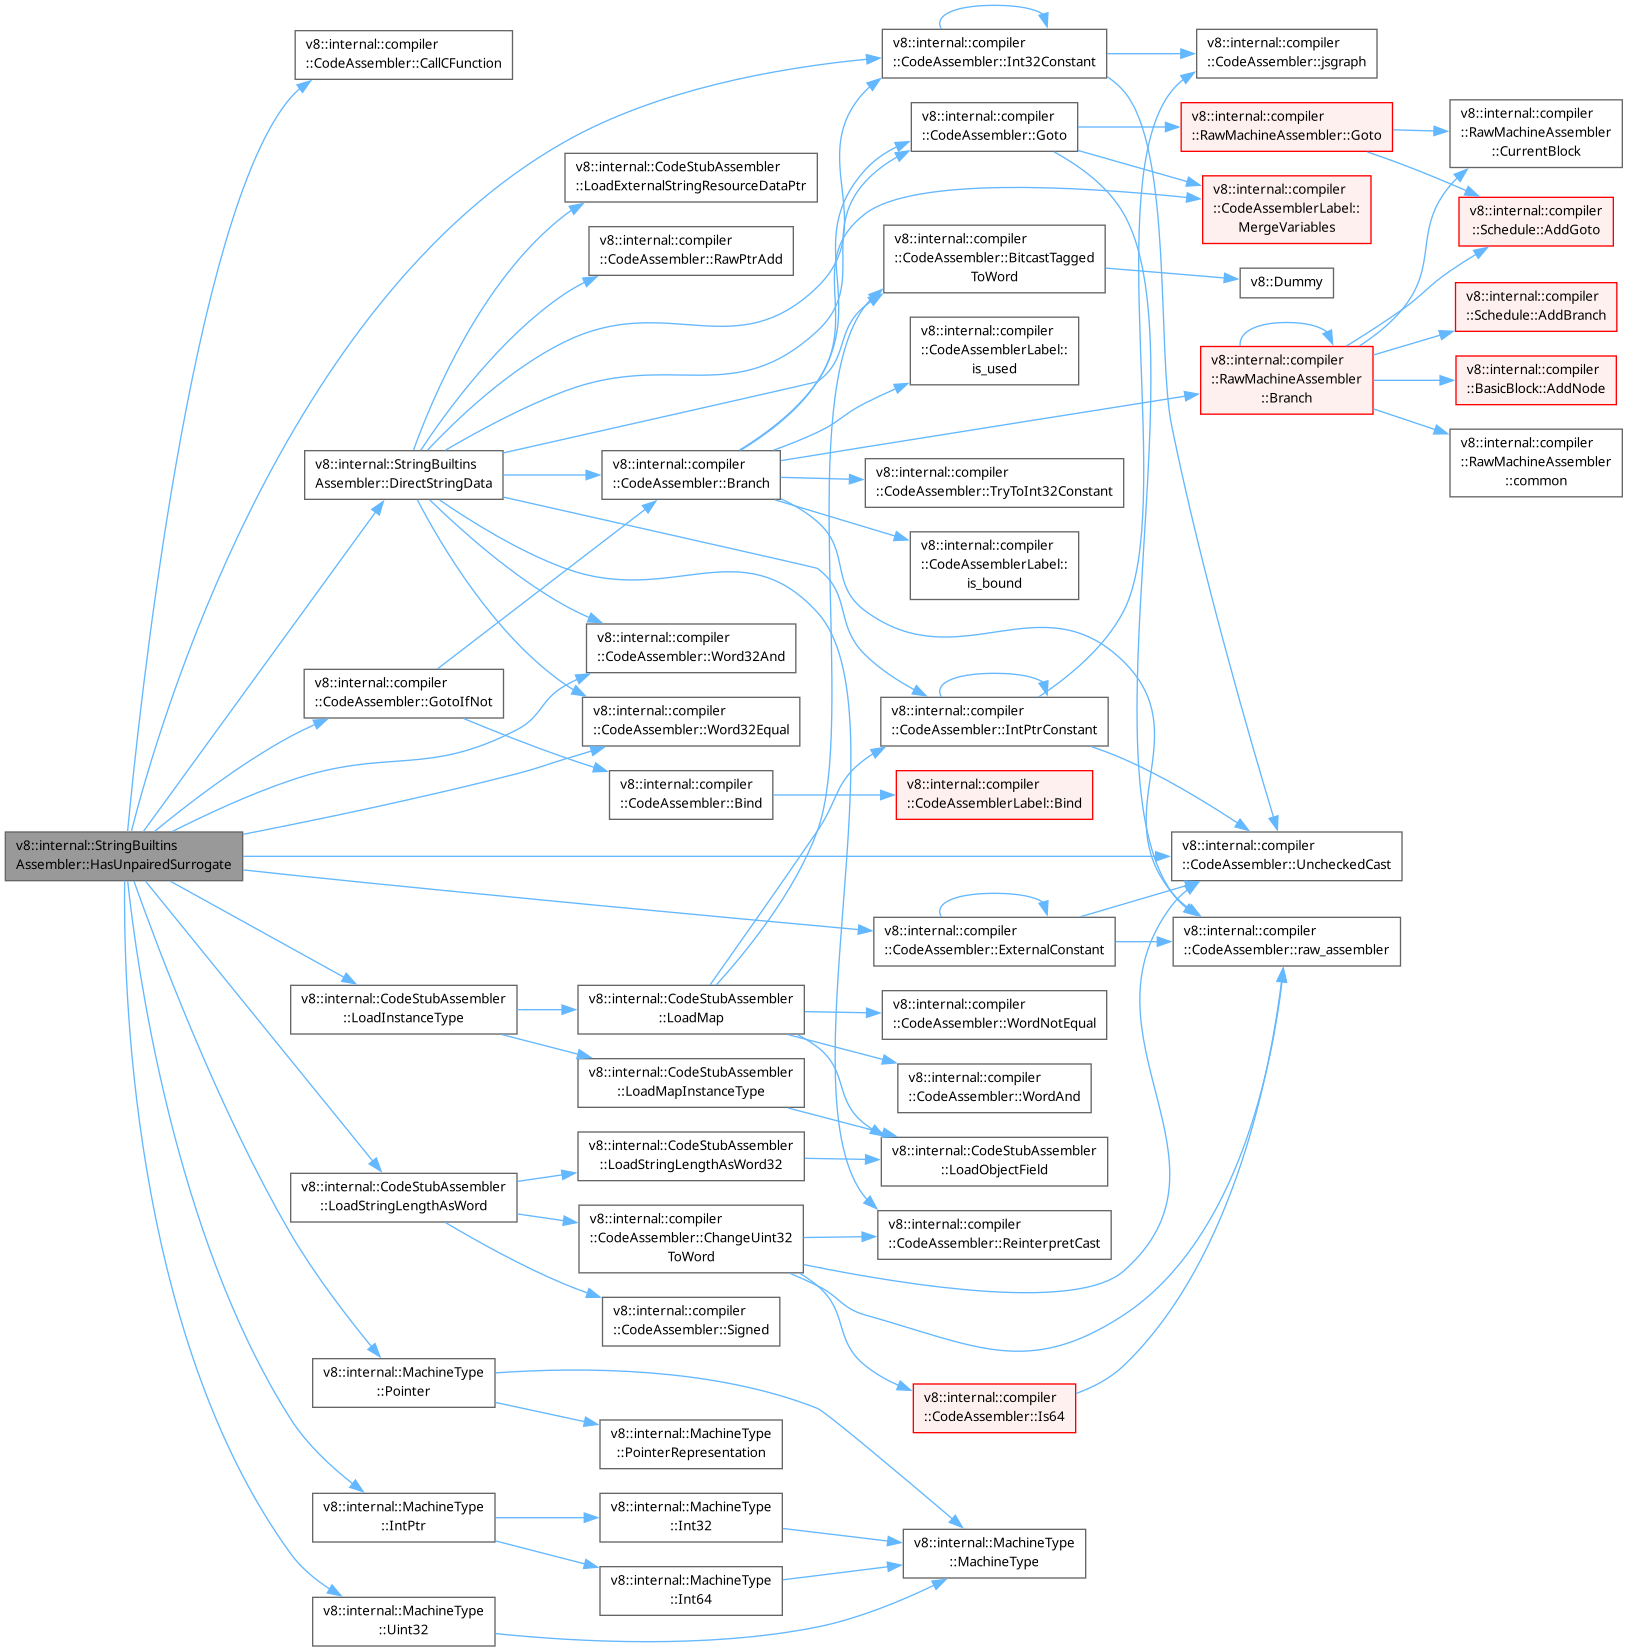 v8::internal::compiler
::CodeAssembler::CallCFunction
v8::internal::StringBuiltins
Assembler::DirectStringData
v8::internal::compiler
::CodeAssembler::GotoIfNot
v8::internal::StringBuiltins
Assembler::HasUnpairedSurrogate
v8::internal::CodeStubAssembler
::LoadInstanceType
v8::internal::CodeStubAssembler
::LoadStringLengthAsWord
v8::internal::MachineType
::Pointer
v8::internal::MachineType
::IntPtr
v8::internal::MachineType
::Uint32
v8::internal::CodeStubAssembler
::LoadExternalStringResourceDataPtr
v8::internal::compiler
::CodeAssembler::RawPtrAdd
v8::internal::compiler
::CodeAssembler::Branch
v8::internal::compiler
::CodeAssembler::Word32And
v8::internal::compiler
::CodeAssembler::Word32Equal
v8::internal::compiler
::CodeAssembler::Bind
v8::internal::CodeStubAssembler
::LoadMap
v8::internal::CodeStubAssembler
::LoadMapInstanceType
v8::internal::CodeStubAssembler
::LoadStringLengthAsWord32
v8::internal::compiler
::CodeAssembler::ChangeUint32
ToWord
v8::internal::compiler
::CodeAssembler::Signed
v8::internal::MachineType
::PointerRepresentation
v8::internal::MachineType
::Int32
v8::internal::MachineType
::Int64
v8::internal::compiler
::CodeAssembler::Int32Constant
v8::internal::compiler
::CodeAssembler::Goto
v8::internal::compiler
::CodeAssembler::BitcastTagged
ToWord
v8::internal::compiler
::CodeAssemblerLabel::
is_used
v8::internal::compiler
::CodeAssembler::TryToInt32Constant
v8::internal::compiler
::CodeAssemblerLabel::
is_bound
v8::internal::compiler
::CodeAssembler::IntPtrConstant
v8::internal::compiler
::CodeAssemblerLabel::Bind
v8::internal::compiler
::CodeAssembler::ExternalConstant
v8::internal::compiler
::CodeAssembler::WordNotEqual
v8::internal::compiler
::CodeAssembler::WordAnd
v8::internal::CodeStubAssembler
::LoadObjectField
v8::internal::compiler
::CodeAssembler::ReinterpretCast
v8::internal::compiler
::CodeAssembler::Is64
v8::internal::MachineType
::MachineType
v8::internal::compiler
::CodeAssembler::jsgraph
v8::internal::compiler
::RawMachineAssembler::Goto
v8::internal::compiler
::CodeAssemblerLabel::
MergeVariables
v8::Dummy
v8::internal::compiler
::RawMachineAssembler
::Branch
v8::internal::compiler
::CodeAssembler::UncheckedCast
v8::internal::compiler
::CodeAssembler::raw_assembler
v8::internal::compiler
::RawMachineAssembler
::CurrentBlock
v8::internal::compiler
::Schedule::AddGoto
v8::internal::compiler
::Schedule::AddBranch
v8::internal::compiler
::BasicBlock::AddNode
v8::internal::compiler
::RawMachineAssembler
::common